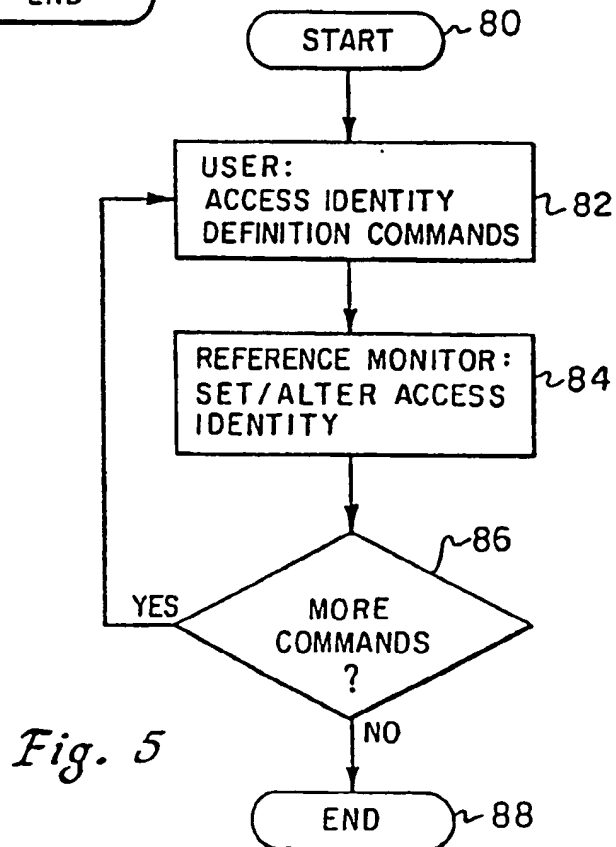 END
START
80
USER:
ACCESS IDENTITY
DEFINITION COMMANDS
82
REFERENCE MONITOR:
SET/ALTER ACCESS
IDENTITY
84
86
YES
MORE
COMMANDS
?
NO
Fig. 5
END
88